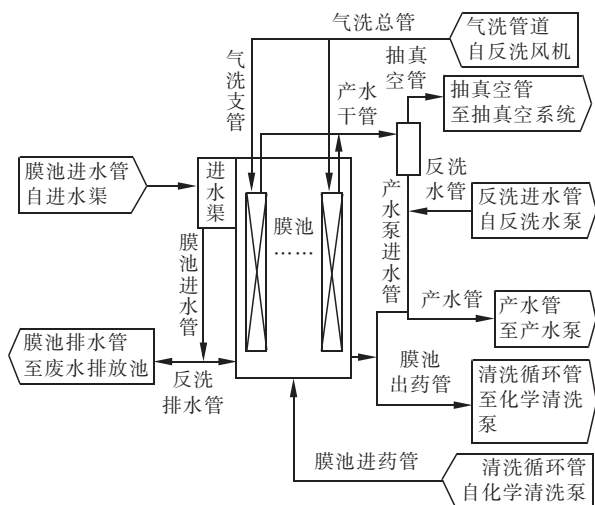 气洗总管
气洗管道
自反洗风机
气洗支管
抽真
空管
产水
干管
抽真空管
至抽真空系统
膜池进水管
自进水渠
进水渠
反洗
水管
膜池
……
产水泵进水管
反洗进水管
自反洗水泵
膜池进水管
产水管
产水管
至产水泵
膜池排水管
至废水排放池
反洗
排水管
膜池
出药管
清洗循环管
至化学清洗
泵
膜池进药管
清洗循环管
自化学清洗泵